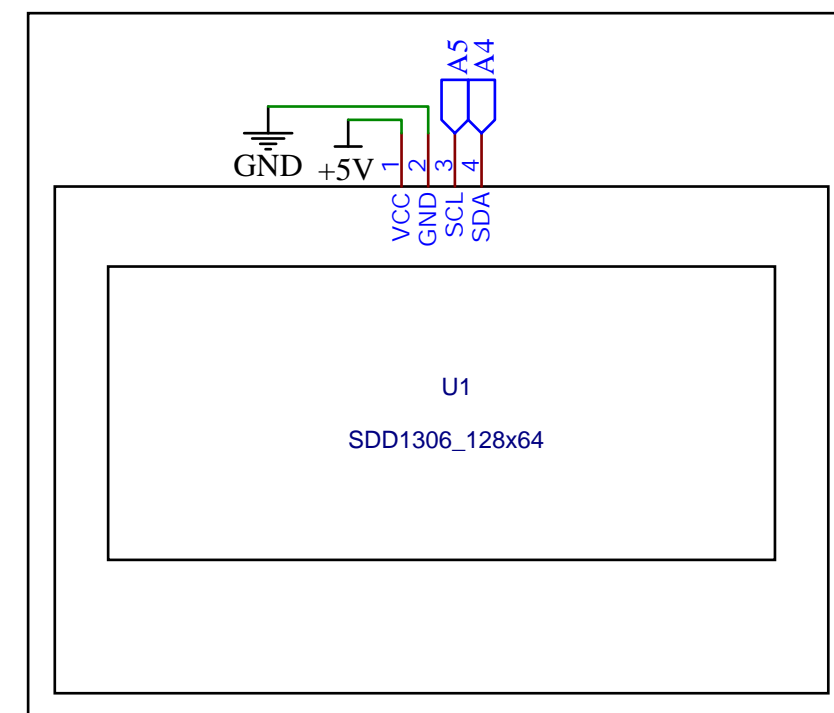 A5
A4
GND
+5V
1
2
3
4
VCC
GND
SCL
SDA
U1
SDD1306_128x64